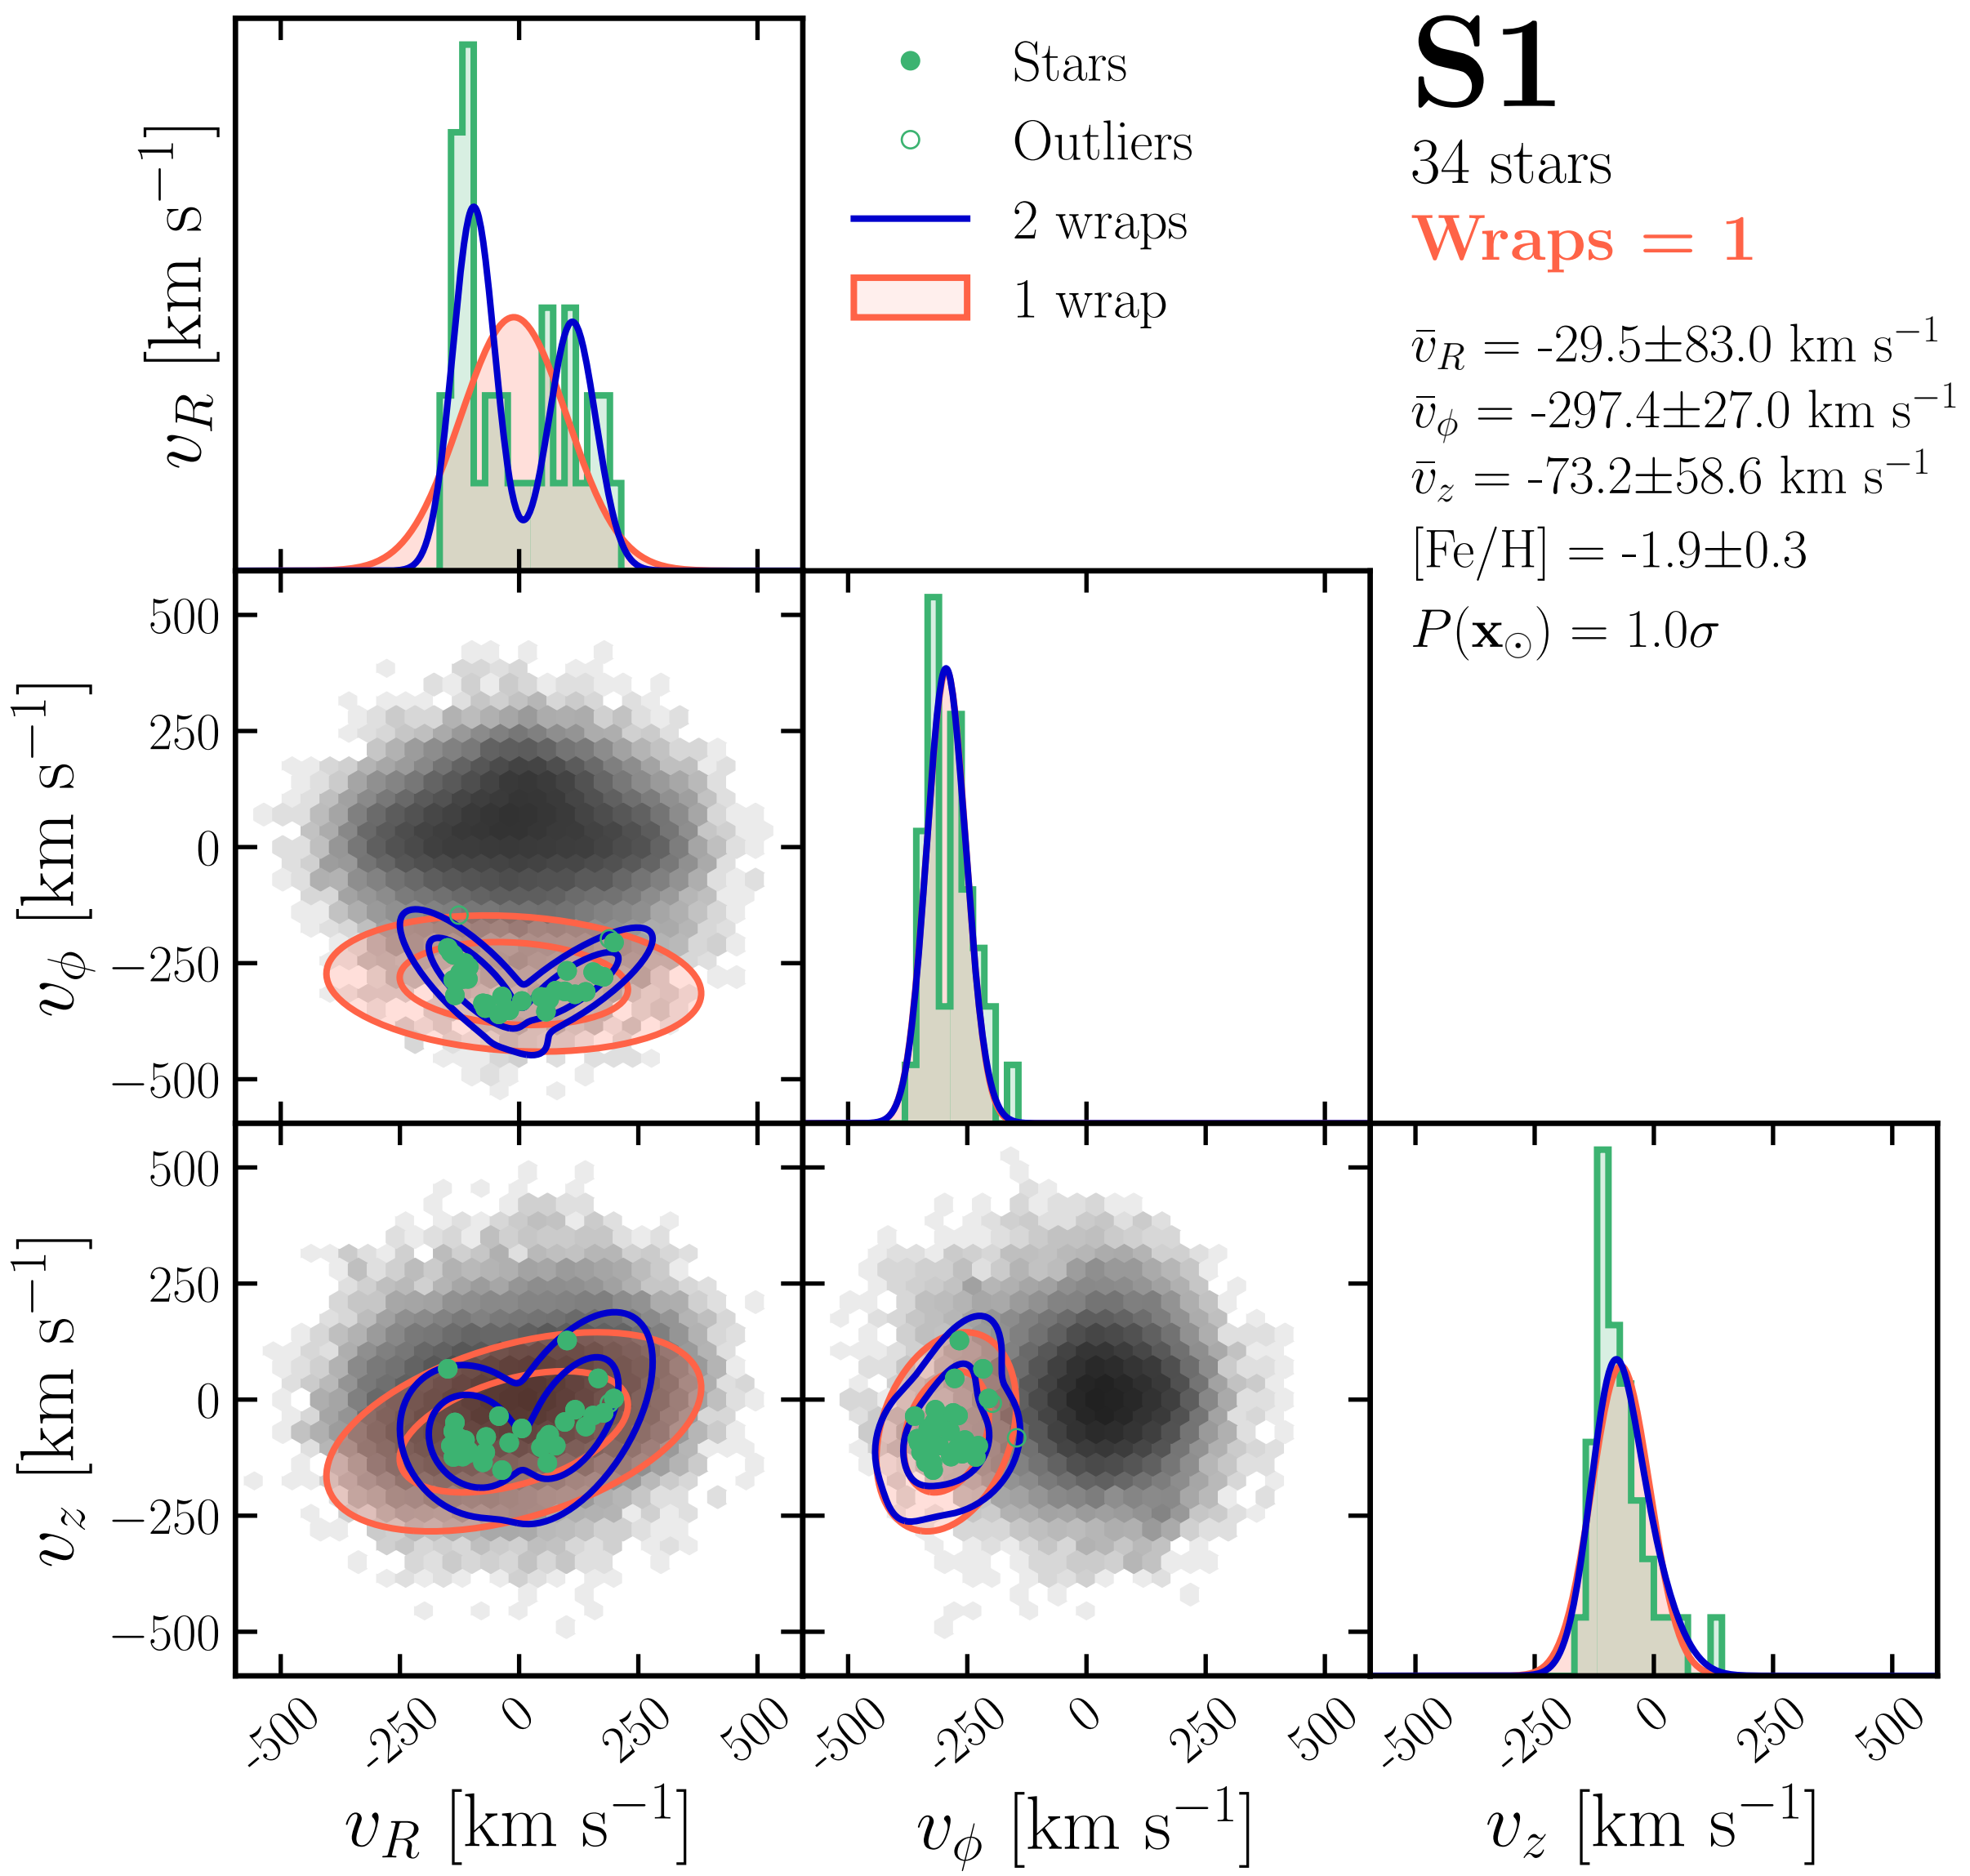 S1
34 stars
Wraps = 1
v̄_R = -29.5±83.0 km s⁻¹
v̄_ϕ = -297.4±27.0 km s⁻¹
v̄_z = -73.2±58.6 km s⁻¹
[Fe/H] = -1.9±0.3
P(x_⊙) = 1.0σ
Stars
Outliers
2 wraps
1 wrap
v_R [km s⁻¹]
500
250
0
−250
−500
v_ϕ [km s⁻¹]
500
250
0
−250
−500
v_z [km s⁻¹]
-500 -250 0 250 500
-500 -250 0 250 500
-500 -250 0 250 500
v_R [km s⁻¹]
v_ϕ [km s⁻¹]
v_z [km s⁻¹]